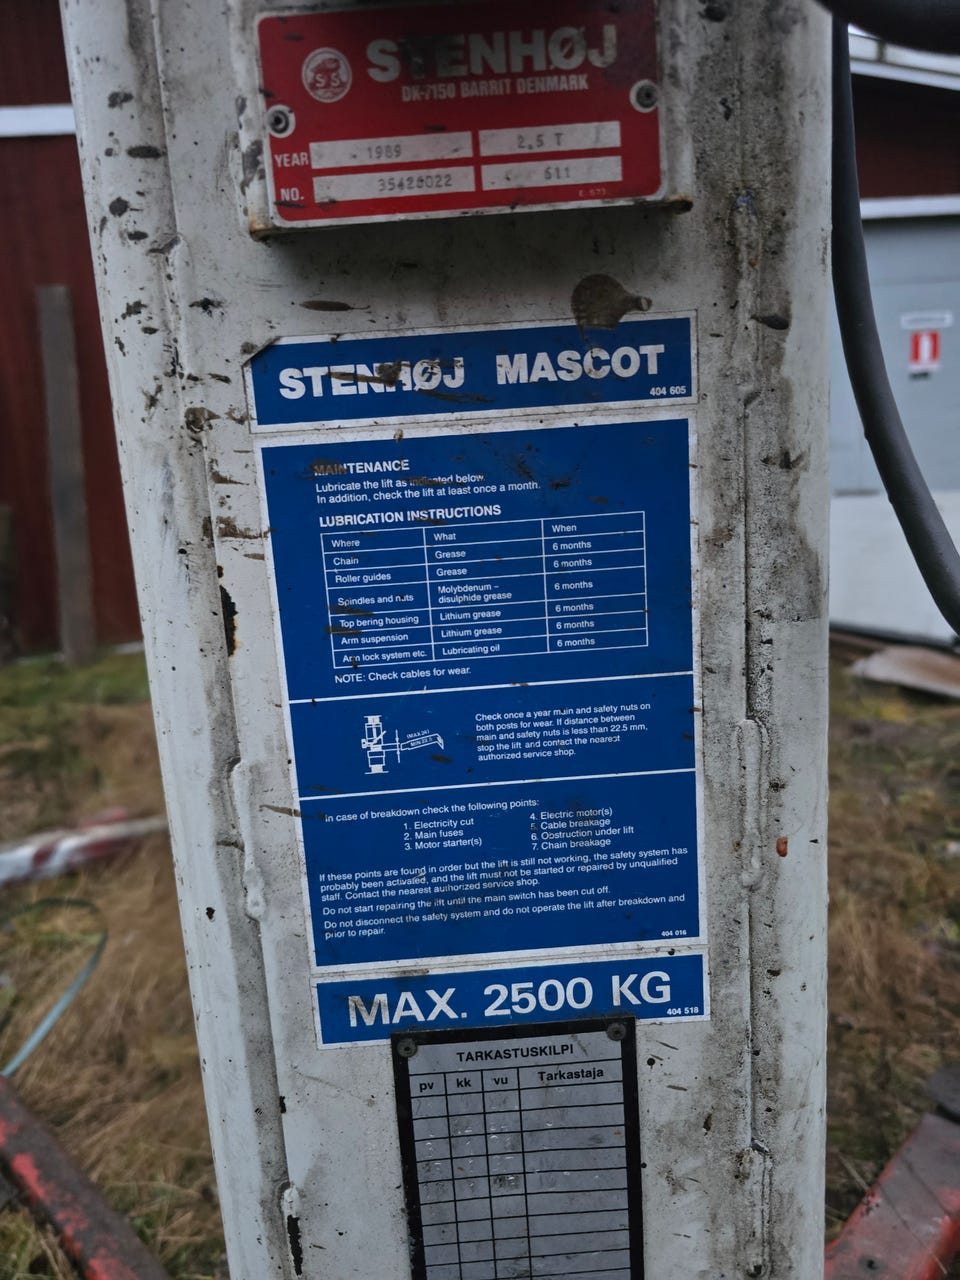 STENHØJ
DK-7150 BARRIT DENMARK
YEAR 1989 2,5 T
NO. 35428022 511
E-573
STENHØJ MASCOT
404 605
MAINTENANCE
Lubricate the lift as indicated below.
In addition, check the lift at least once a month.
LUBRICATION INSTRUCTIONS
Where What When
Chain Grease 6 months
Roller guides Grease 6 months
Spindles and nuts Molybdenum – disulphide grease 6 months
Top bering housing Lithium grease 6 months
Arm suspension Lithium grease 6 months
Arm lock system etc. Lubricating oil 6 months
NOTE: Check cables for wear.
(MAX.26)
MIN 22.5
Check once a year main and safety nuts on
both posts for wear. If distance between
main and safety nuts is less than 22.5 mm,
stop the lift and contact the nearest
authorized service shop.
In case of breakdown check the following points:
1. Electricity cut
2. Main fuses
3. Motor starter(s)
4. Electric motor(s)
5. Cable breakage
6. Obstruction under lift
7. Chain breakage
If these points are found in order but the lift is still not working, the safety system has
probably been activated, and the lift must not be started or repaired by unqualified
staff. Contact the nearest authorized service shop.
Do not start repairing the lift until the main switch has been cut off.
Do not disconnect the safety system and do not operate the lift after breakdown and
prior to repair.
404 016
MAX. 2500 KG
404 518
TARKASTUSKILPI
pv kk vu Tarkastaja